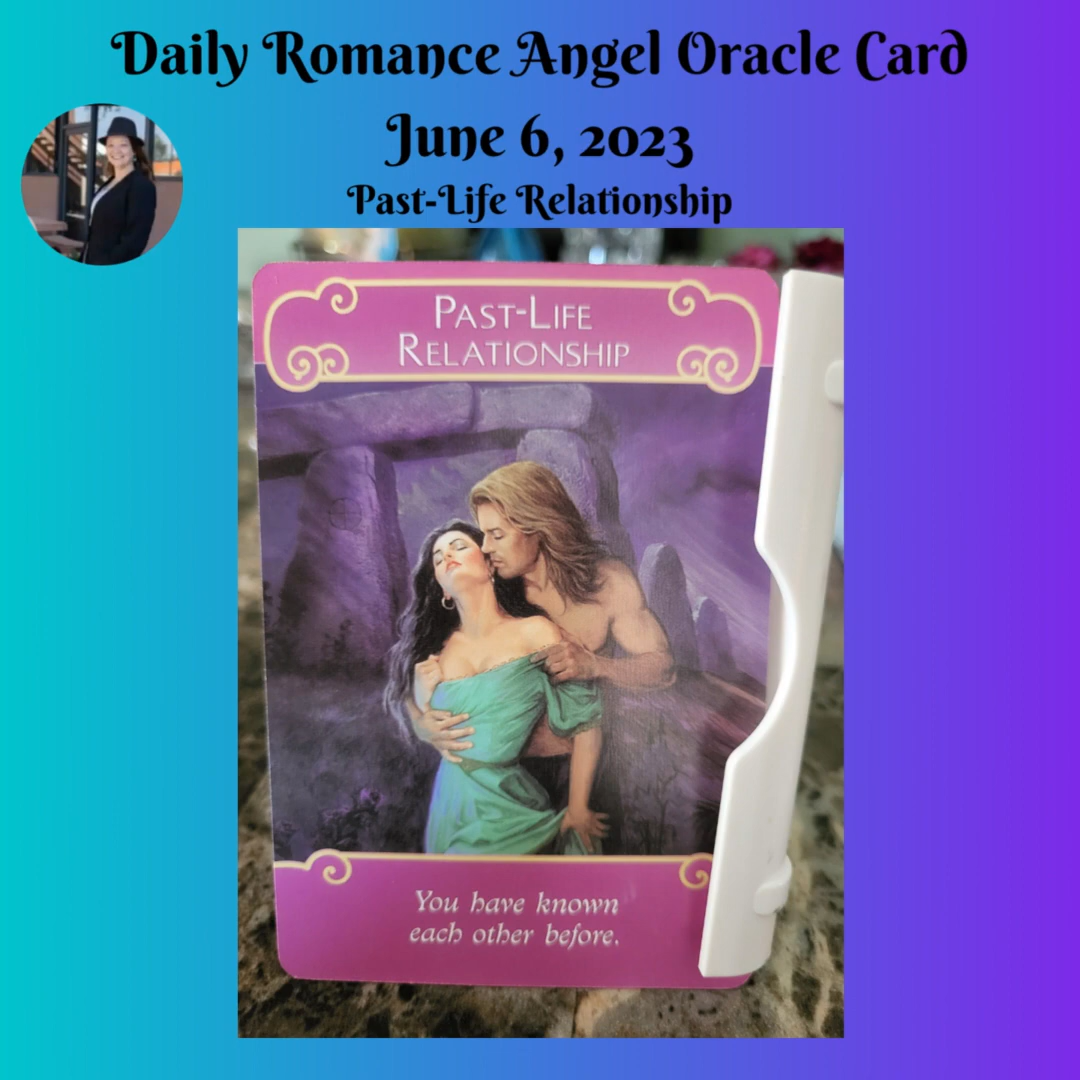 Daily Romance Angel Oracle Card
June 6, 2023
Past-Life Relationship
Past-Life
Relationship
You have known
each other before.